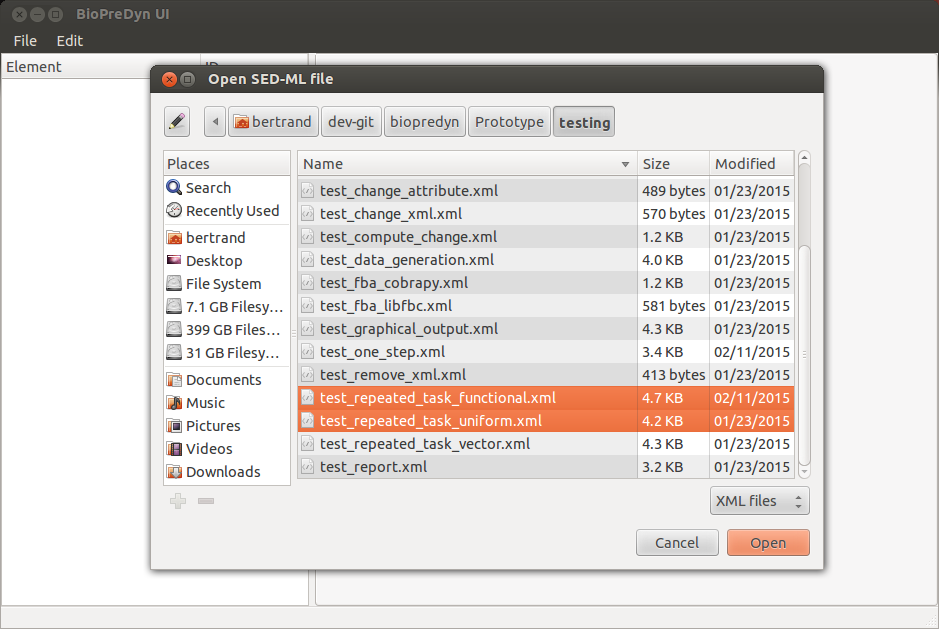 BioPreDyn UI
File Edit
Element ID
Open SED-ML file
bertrand dev-git biopredyn Prototype testing
Places
Search
Recently Used
bertrand
Desktop
File System
7.1 GB Filesy...
399 GB Files...
31 GB Filesy...
Documents
Music
Pictures
Videos
Downloads
Name Size Modified
test_change_attribute.xml 489 bytes 01/23/2015
test_change_xml.xml 570 bytes 01/23/2015
test_compute_change.xml 1.2 KB 01/23/2015
test_data_generation.xml 4.0 KB 01/23/2015
test_fba_cobrapy.xml 1.2 KB 01/23/2015
test_fba_libfbc.xml 581 bytes 01/23/2015
test_graphical_output.xml 4.3 KB 01/23/2015
test_one_step.xml 3.4 KB 02/11/2015
test_remove_xml.xml 413 bytes 01/23/2015
test_repeated_task_functional.xml 4.7 KB 02/11/2015
test_repeated_task_uniform.xml 4.2 KB 01/23/2015
test_repeated_task_vector.xml 4.3 KB 01/23/2015
test_report.xml 3.2 KB 01/23/2015
XML files
Cancel Open